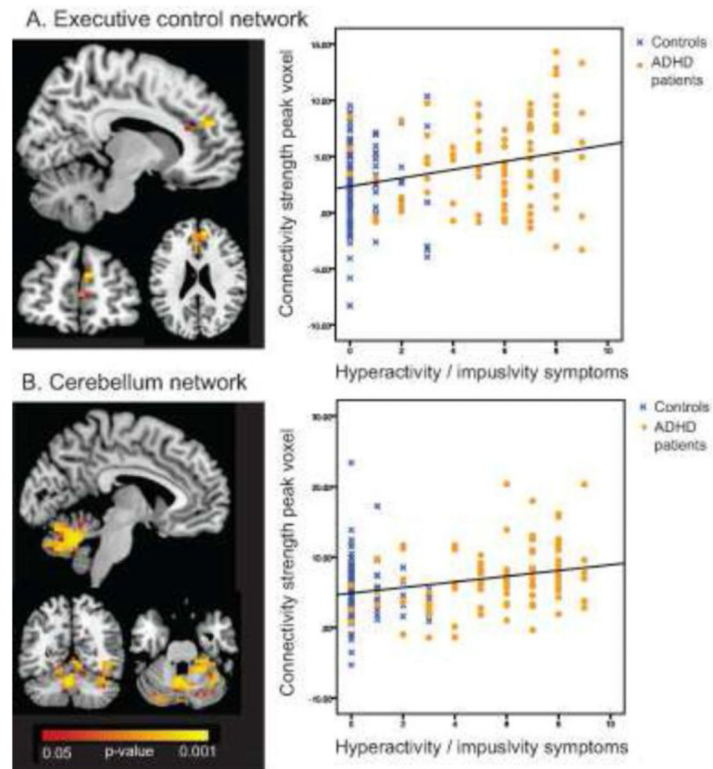 A. Executive control network
15.00
10.00
5.00
.00
-5.00
-10.00
0 2 4 6 8 10
Connectivity strength peak voxel
Hyperactivity / impuslvity symptoms
Controls
ADHD
patients
B. Cerebellum network
30.00
20.00
10.00
.00
-10.00
0 2 4 6 8 10
Connectivity strength peak voxel
Hyperactivity / impuslvity symptoms
Controls
ADHD
patients
0.05 p-value 0.001